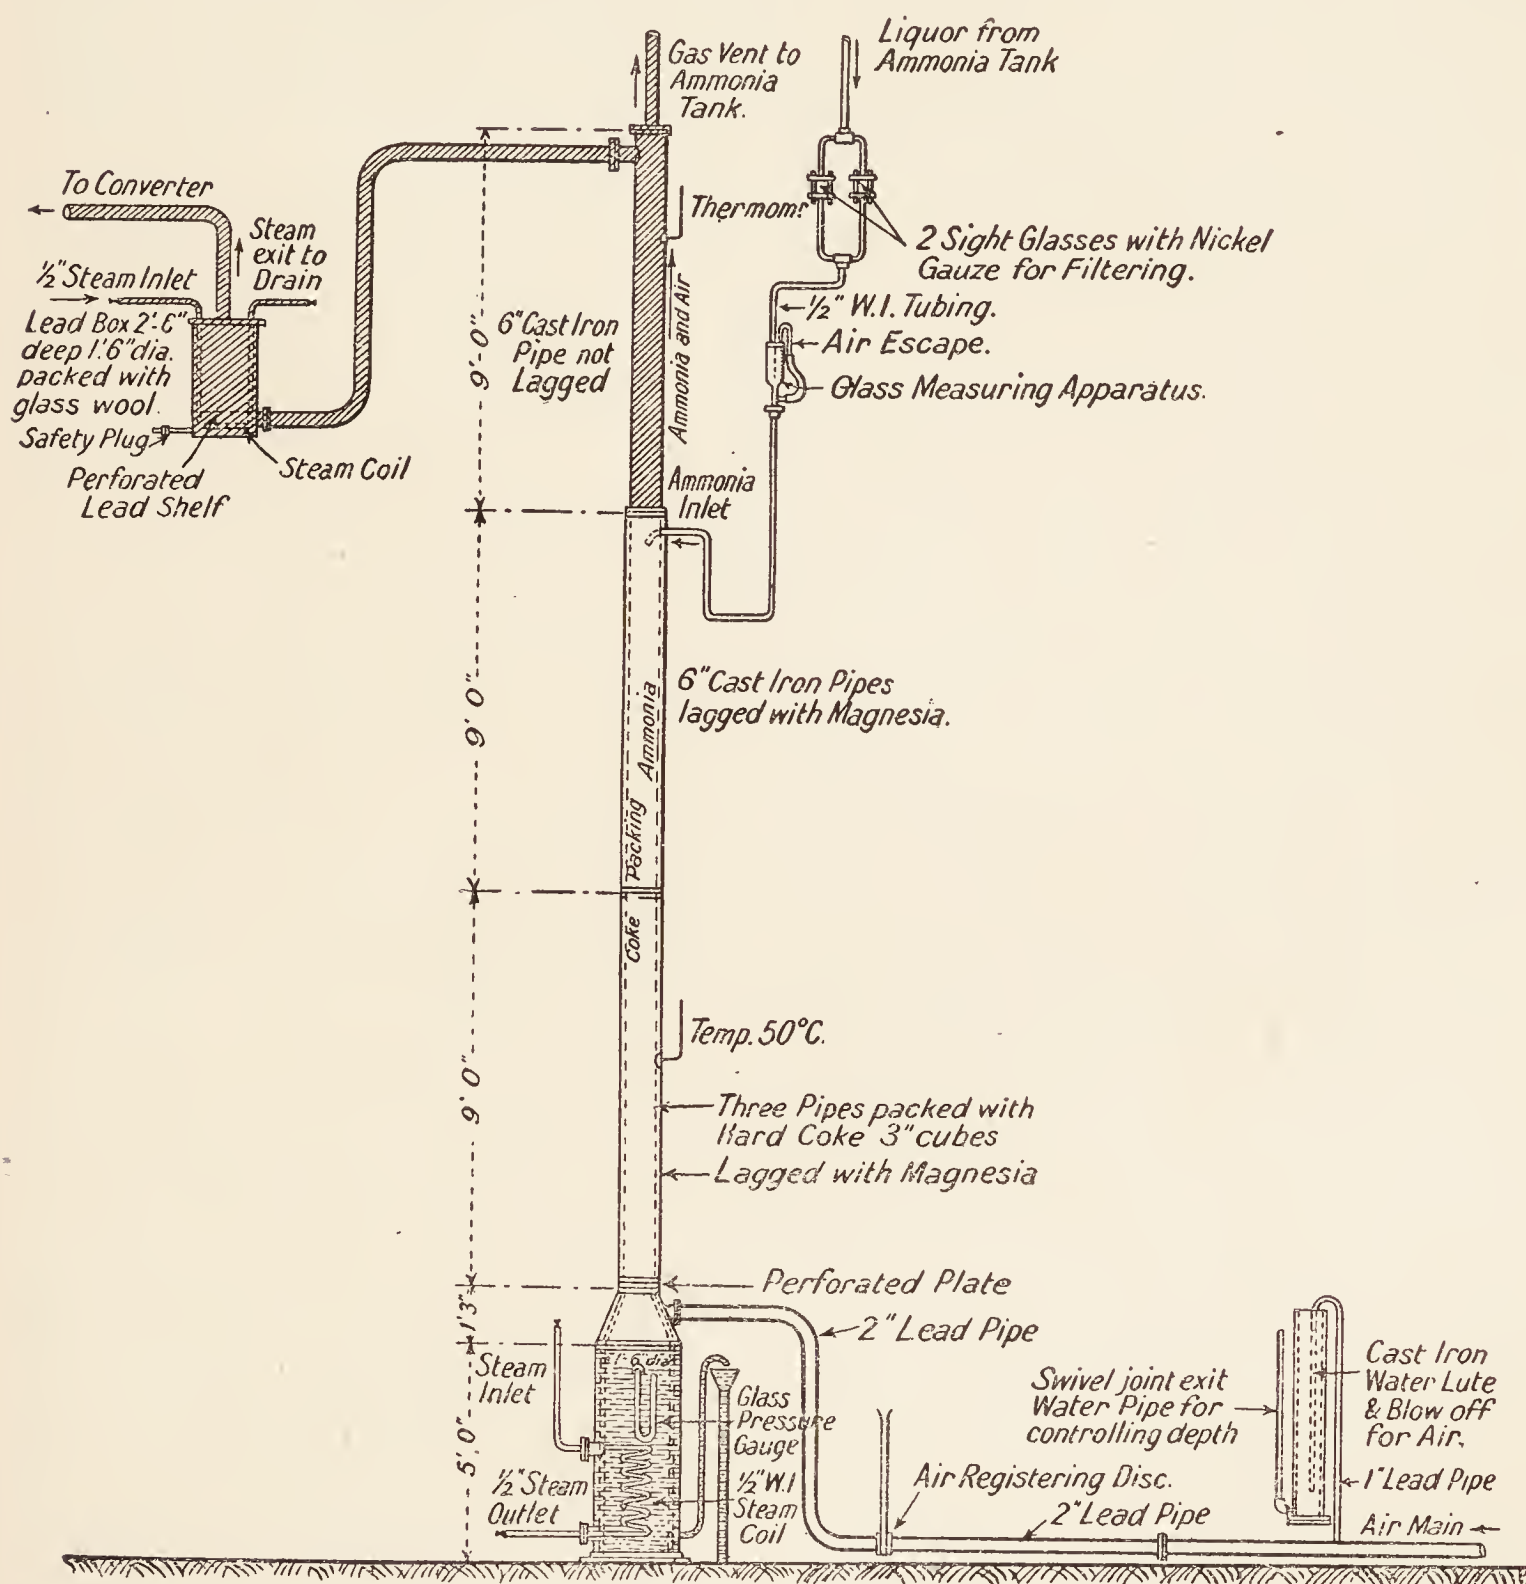 Gas Vent to
Ammonia
Tank.
Liquor from
Ammonia Tank
To Converter
Steam
exit to
Drain
½" Steam Inlet
Lead Box 2'-6"
deep 1'.6" dia.
packed with
glass wool.
Safety Plug
Perforated
Lead Shelf
Steam Coil
9'-0"
6" Cast Iron
Pipe not
Lagged
Thermomr
Ammonia and Air
2 Sight Glasses with Nickel
Gauze for Filtering.
½" W.I. Tubing.
Air Escape.
Glass Measuring Apparatus.
Ammonia
Inlet
9' 0"
6" Cast Iron Pipes
lagged with Magnesia.
Ammonia
Packing
Coke
9' 0"
Temp. 50°C.
Three Pipes packed with
Hard Coke 3" cubes
Lagged with Magnesia
Perforated Plate
1'3"
2" Lead Pipe
5'.0"
Steam
Inlet
1'-6" dia.
Glass
Pressure
Gauge
½" Steam
Outlet
½" W.I
Steam
Coil
Air Registering Disc.
2" Lead Pipe
Swivel joint exit
Water Pipe for
controlling depth
Cast Iron
Water Lute
& Blow off
for Air.
1" Lead Pipe
Air Main